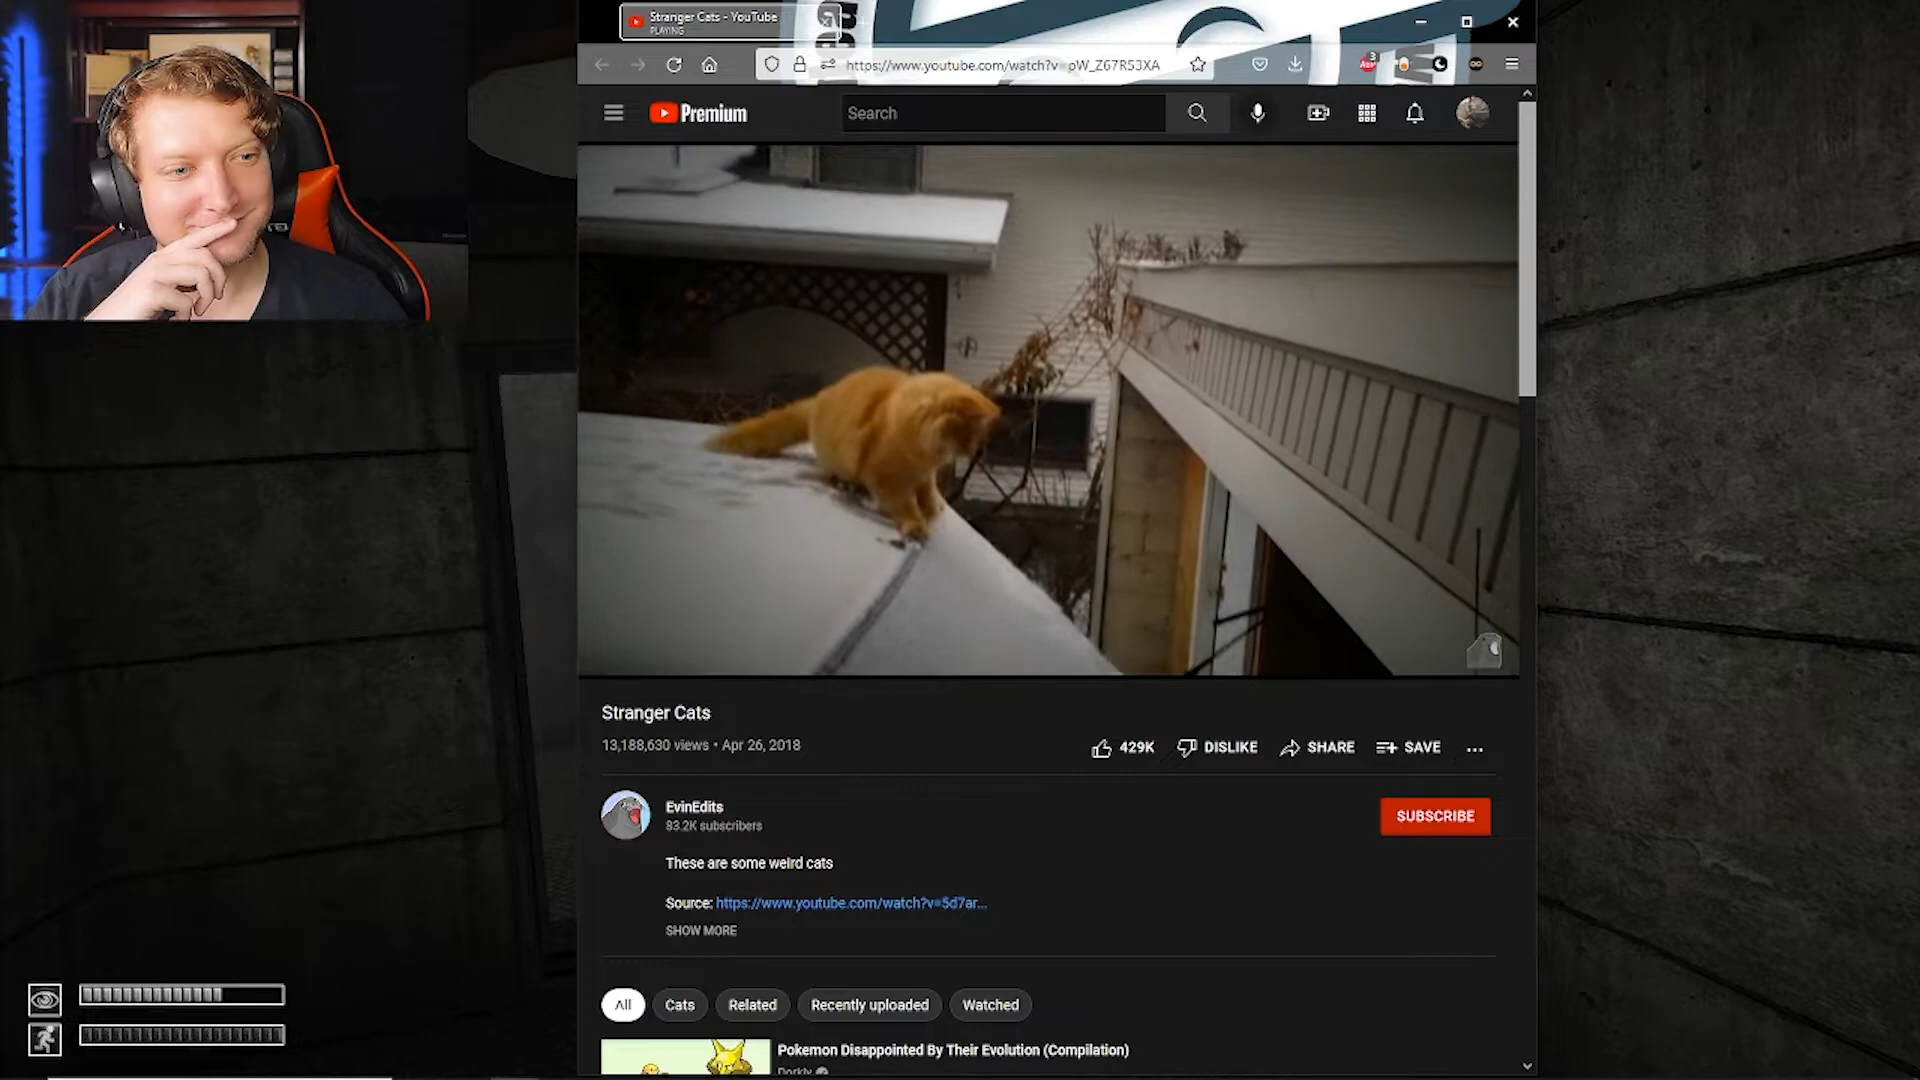 Stranger Cats - YouTube
PLAYING
https://www.youtube.com/watch?v=pW_Z67R53XA
3
Premium
Search
Stranger Cats
13,188,630 views • Apr 26, 2018
429K
DISLIKE
SHARE
SAVE
EvinEdits
83.2K subscribers
SUBSCRIBE
These are some weird cats
Source: https://www.youtube.com/watch?v=5d7ar...
SHOW MORE
All
Cats
Related
Recently uploaded
Watched
Pokemon Disappointed By Their Evolution (Compilation)
Dorkly